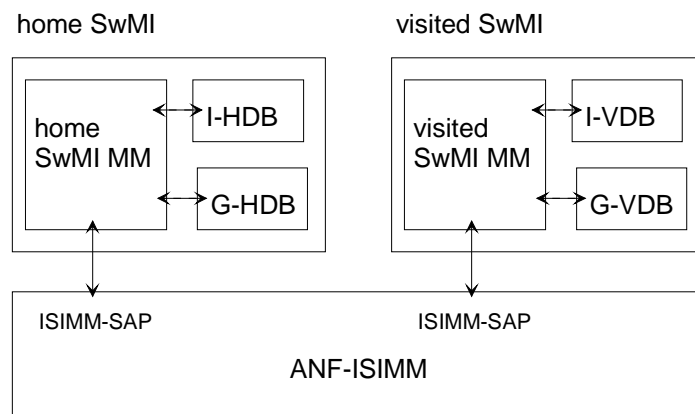 home SwMI
visited SwMI
home
SwMI MM
I-HDB
G-HDB
visited
SwMI MM
I-VDB
G-VDB
ISIMM-SAP
ISIMM-SAP
ANF-ISIMM